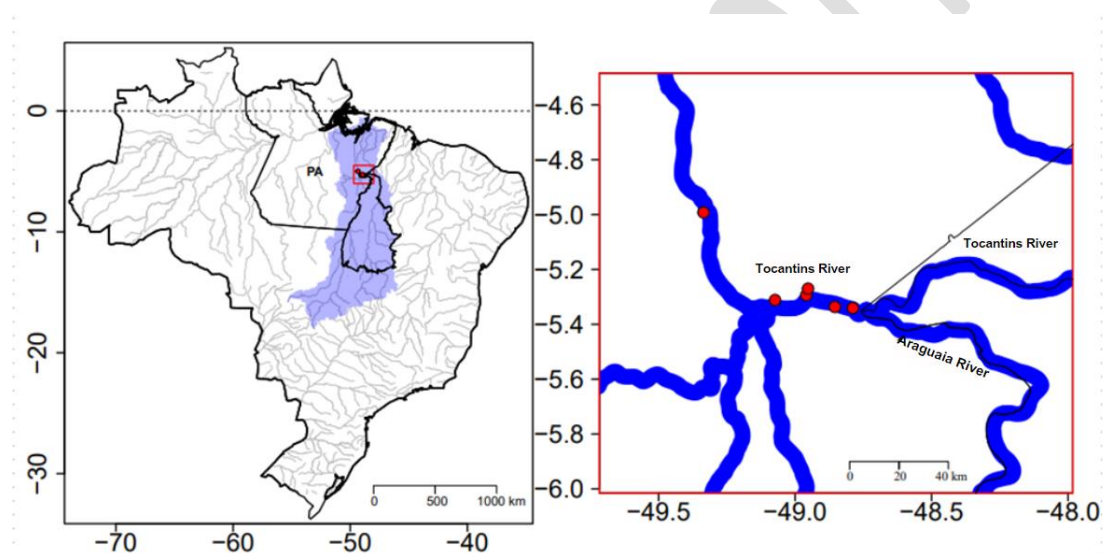 0
−10
−20
−30
PA
0 500 1000 km
−70 −60 −50 −40
−4.6
−4.8
−5.0
−5.2
−5.4
−5.6
−5.8
−6.0
Tocantins River
Tocantins River
Araguaia River
0 20 40 km
−49.5 −49.0 −48.5 −48.0